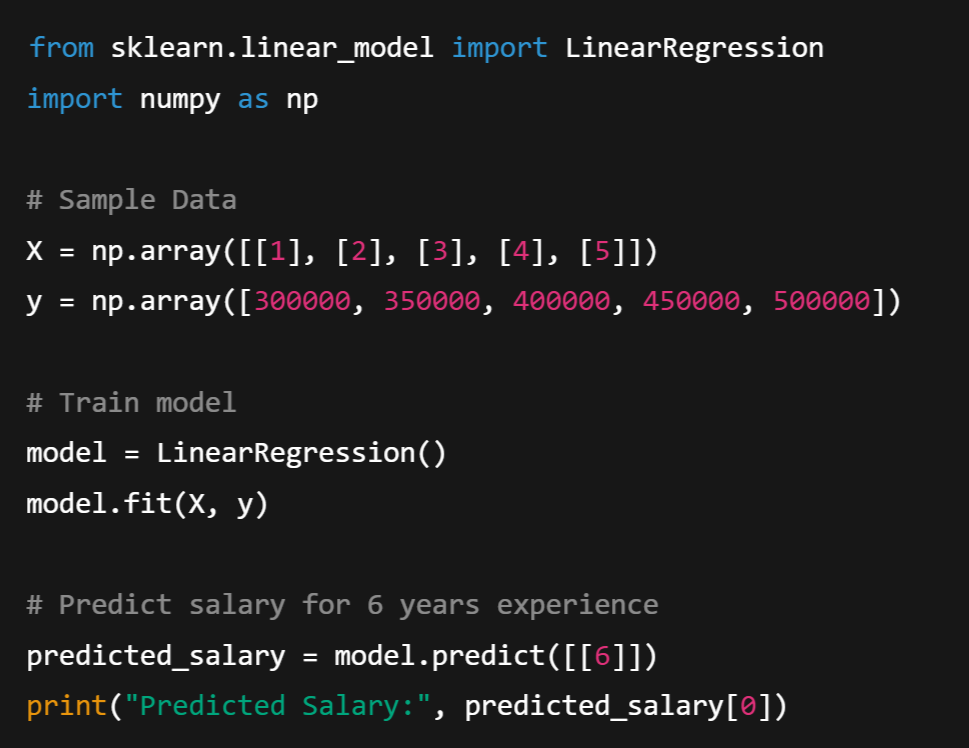 from sklearn.linear_model import LinearRegression
import numpy as np
# Sample Data
X = np.array([[1], [2], [3], [4], [5]])
y = np.array([300000, 350000, 400000, 450000, 500000])
# Train model
model = LinearRegression()
model.fit(X, y)
# Predict salary for 6 years experience
predicted_salary = model.predict([[6]])
print("Predicted Salary:", predicted_salary[0])